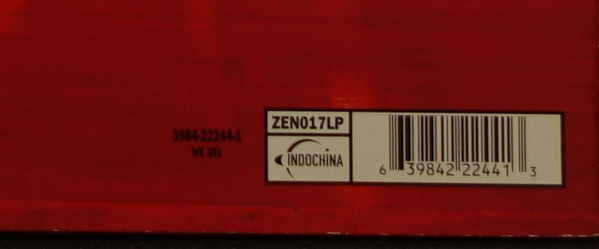 3984-22244-1
WE 391
ZEN017LP
INDOCHINA
6 39842 22441 3